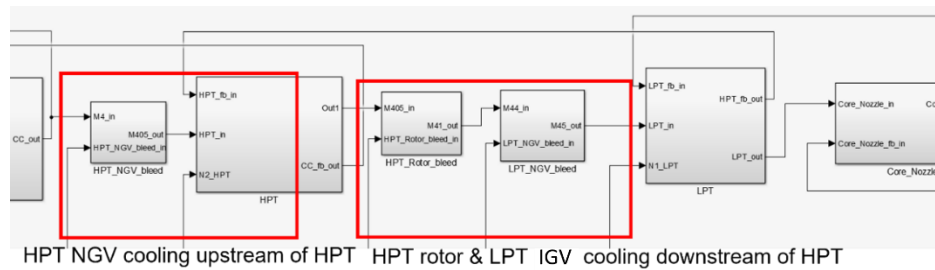 LPT_fb_in
HPT_fb_in
HPT_fb_out
M4_in
Out1
M405_in
M44_in
Core_Nozzle_in
CC_out
M405_out
HPT_in
M41_out
M45_out
LPT_in
HPT_NGV_bleed_in
HPT_Rotor_bleed_in
LPT_NGV_bleed_in
LPT_out
Core_Nozzle_fb_in
HPT_NGV_bleed
HPT_Rotor_bleed
LPT_NGV_bleed
N2_HPT
CC_fb_out
N1_LPT
Core_Nozzle
HPT
LPT
HPT NGV cooling upstream of HPT
HPT rotor & LPT IGV cooling downstream of HPT